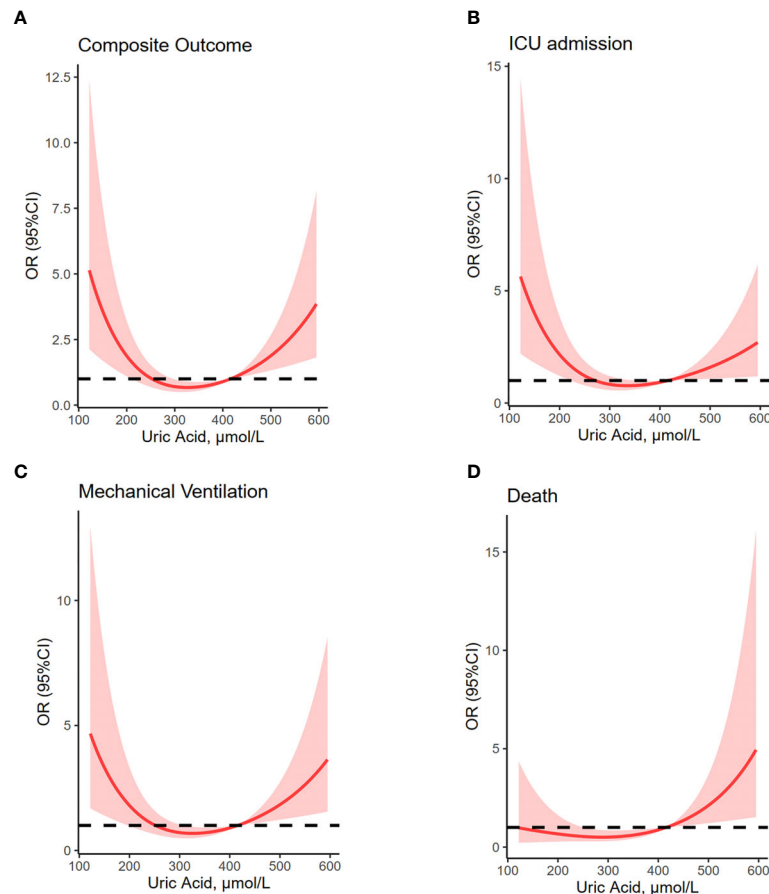 A
Composite Outcome
12.5
10.0
7.5
5.0
2.5
0.0
OR (95%CI)
100 200 300 400 500 600
Uric Acid, μmol/L
B
ICU admission
15
10
5
0
OR (95%CI)
100 200 300 400 500 600
Uric Acid, μmol/L
C
Mechanical Ventilation
10
5
0
OR (95%CI)
100 200 300 400 500 600
Uric Acid, μmol/L
D
Death
15
10
5
0
OR (95%CI)
100 200 300 400 500 600
Uric Acid, μmol/L